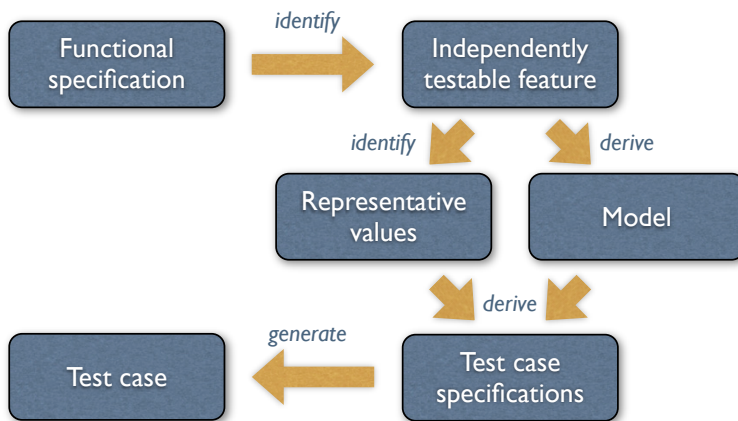 identify
Functional
specification
Independently
testable feature
identify
derive
Representative
values
Model
derive
generate
Test case
Test case
specifications